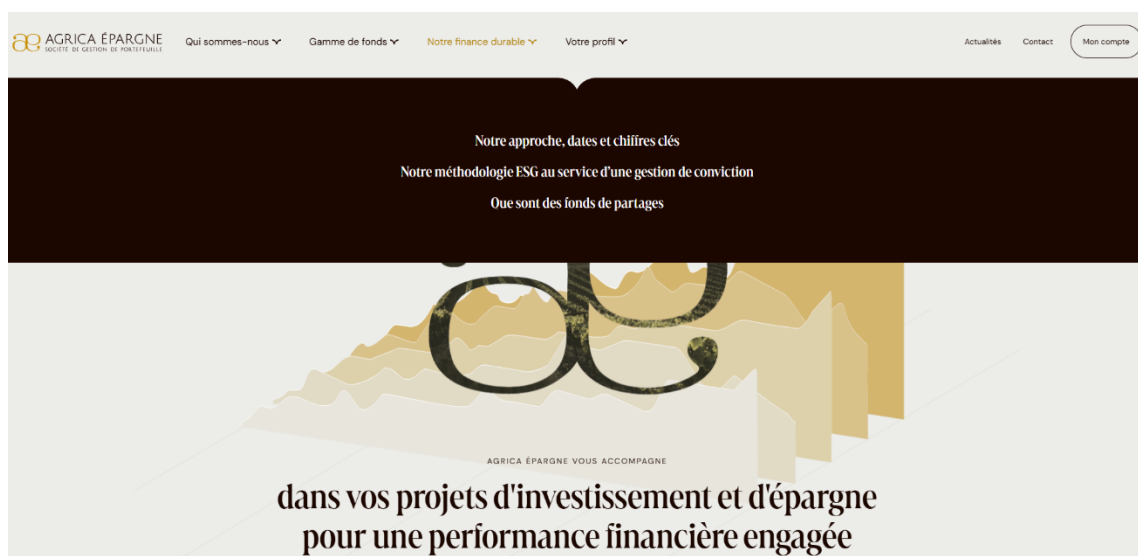 AGRICA ÉPARGNE
SOCIÉTÉ DE GESTION DE PORTEFEUILLE
Qui sommes-nous
Gamme de fonds
Notre finance durable
Votre profil
Actualités
Contact
Mon compte
Notre approche, dates et chiffres clés
Notre méthodologie ESG au service d'une gestion de conviction
Que sont des fonds de partages
æ
AGRICA ÉPARGNE VOUS ACCOMPAGNE
dans vos projets d'investissement et d'épargne
pour une performance financière engagée